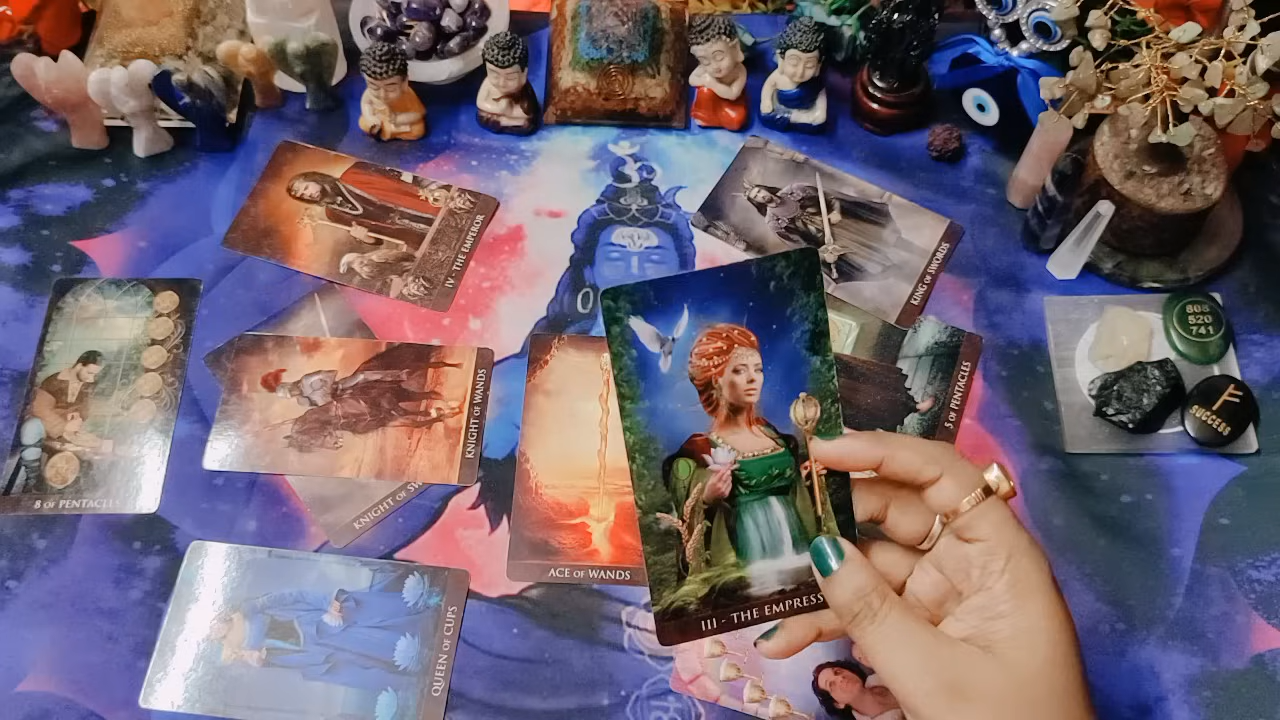 IV - THE EMPEROR
KING OF SWORDS
808
520
741
SUCCESS
8 OF PENTACLES
KNIGHT OF WANDS
5 OF PENTACLES
KNIGHT OF SW
ACE OF WANDS
III - THE EMPRESS
QUEEN OF CUPS